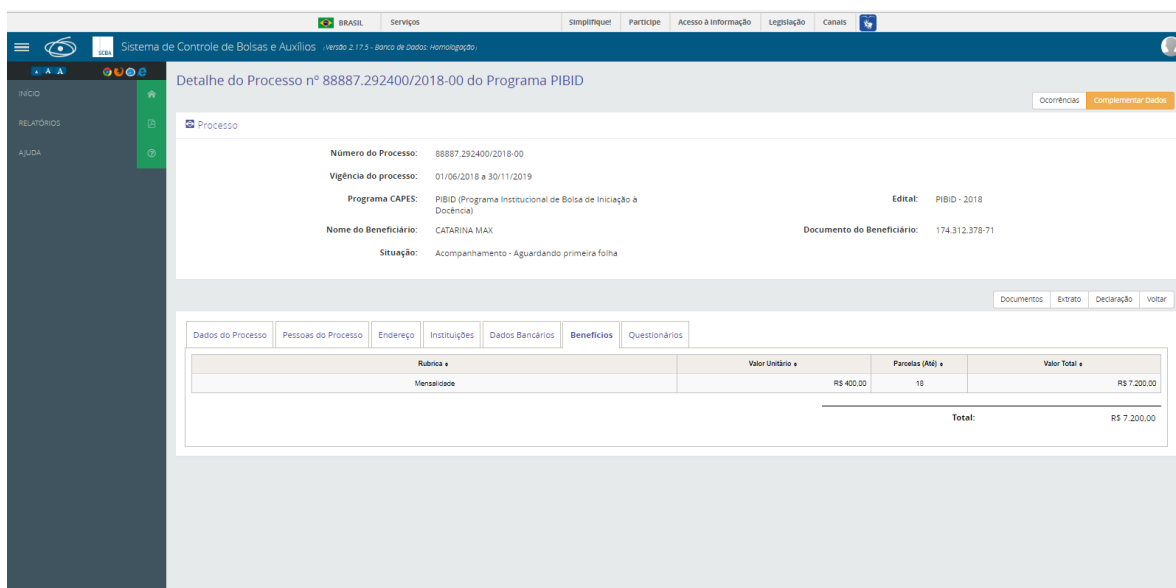 BRASIL Serviços Simplifique! Participe Acesso à informação Legislação Canais
SCBA Sistema de Controle de Bolsas e Auxílios (Versão 2.17.5 - Banco de Dados: Homologação)
A A A
INÍCIO
RELATÓRIOS
AJUDA
Detalhe do Processo nº 88887.292400/2018-00 do Programa PIBID
Ocorrências Complementar Dados
Processo
Número do Processo: 88887.292400/2018-00
Vigência do processo: 01/06/2018 a 30/11/2019
Programa CAPES: PIBID (Programa Institucional de Bolsa de Iniciação à Docência) Edital: PIBID - 2018
Nome do Beneficiário: CATARINA MAX Documento do Beneficiário: 174.312.378-71
Situação: Acompanhamento - Aguardando primeira folha
Documentos Extrato Declaração Voltar
Dados do Processo Pessoas do Processo Endereço Instituições Dados Bancários Benefícios Questionários
Rubrica Valor Unitário Parcelas (Até) Valor Total
Mensalidade R$ 400,00 18 R$ 7.200,00
Total: R$ 7.200,00